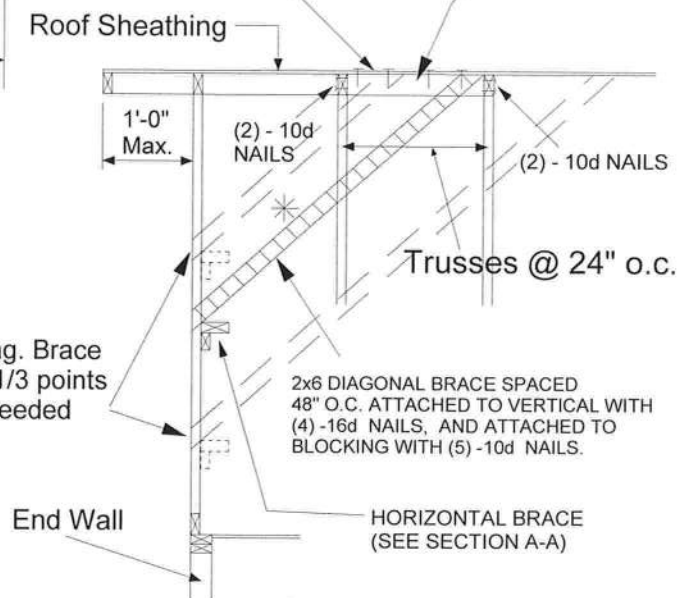 Roof Sheathing
1'-0"
Max.
(2) - 10d
NAILS
(2) - 10d NAILS
Trusses @ 24" o.c.
Brace
1/3 points
2x6 DIAGONAL BRACE SPACED
48" O.C. ATTACHED TO VERTICAL WITH
(4) -16d NAILS, AND ATTACHED TO
BLOCKING WITH (5) -10d NAILS.
End Wall
HORIZONTAL BRACE
(SEE SECTION A-A)